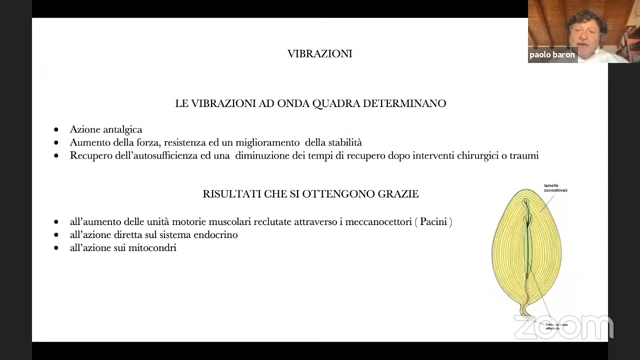 paolo baron
VIBRAZIONI
LE VIBRAZIONI AD ONDA QUADRA DETERMINANO
• Azione antalgica
• Aumento della forza, resistenza ed un miglioramento della stabilità
• Recupero dell'autosufficienza ed una diminuzione dei tempi di recupero dopo interventi chirurgici o traumi
RISULTATI CHE SI OTTENGONO GRAZIE
• all'aumento delle unità motorie muscolari reclutate attraverso i meccanocettori ( Pacini )
• all'azione diretta sul sistema endocrino
• all'azione sui mitocondri
lamelle
zoom